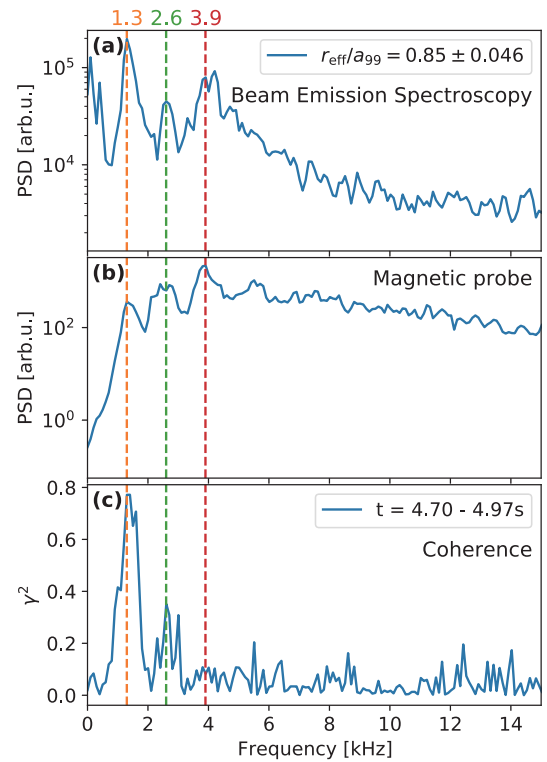 1.3 2.6 3.9
(a)
r_eff/a_99 = 0.85 ± 0.046
Beam Emission Spectroscopy
PSD [arb.u.]
10^5
10^4
(b)
Magnetic probe
PSD [arb.u.]
10^2
10^0
(c)
t = 4.70 - 4.97s
Coherence
γ^2
0.8
0.6
0.4
0.2
0.0
0 2 4 6 8 10 12 14
Frequency [kHz]